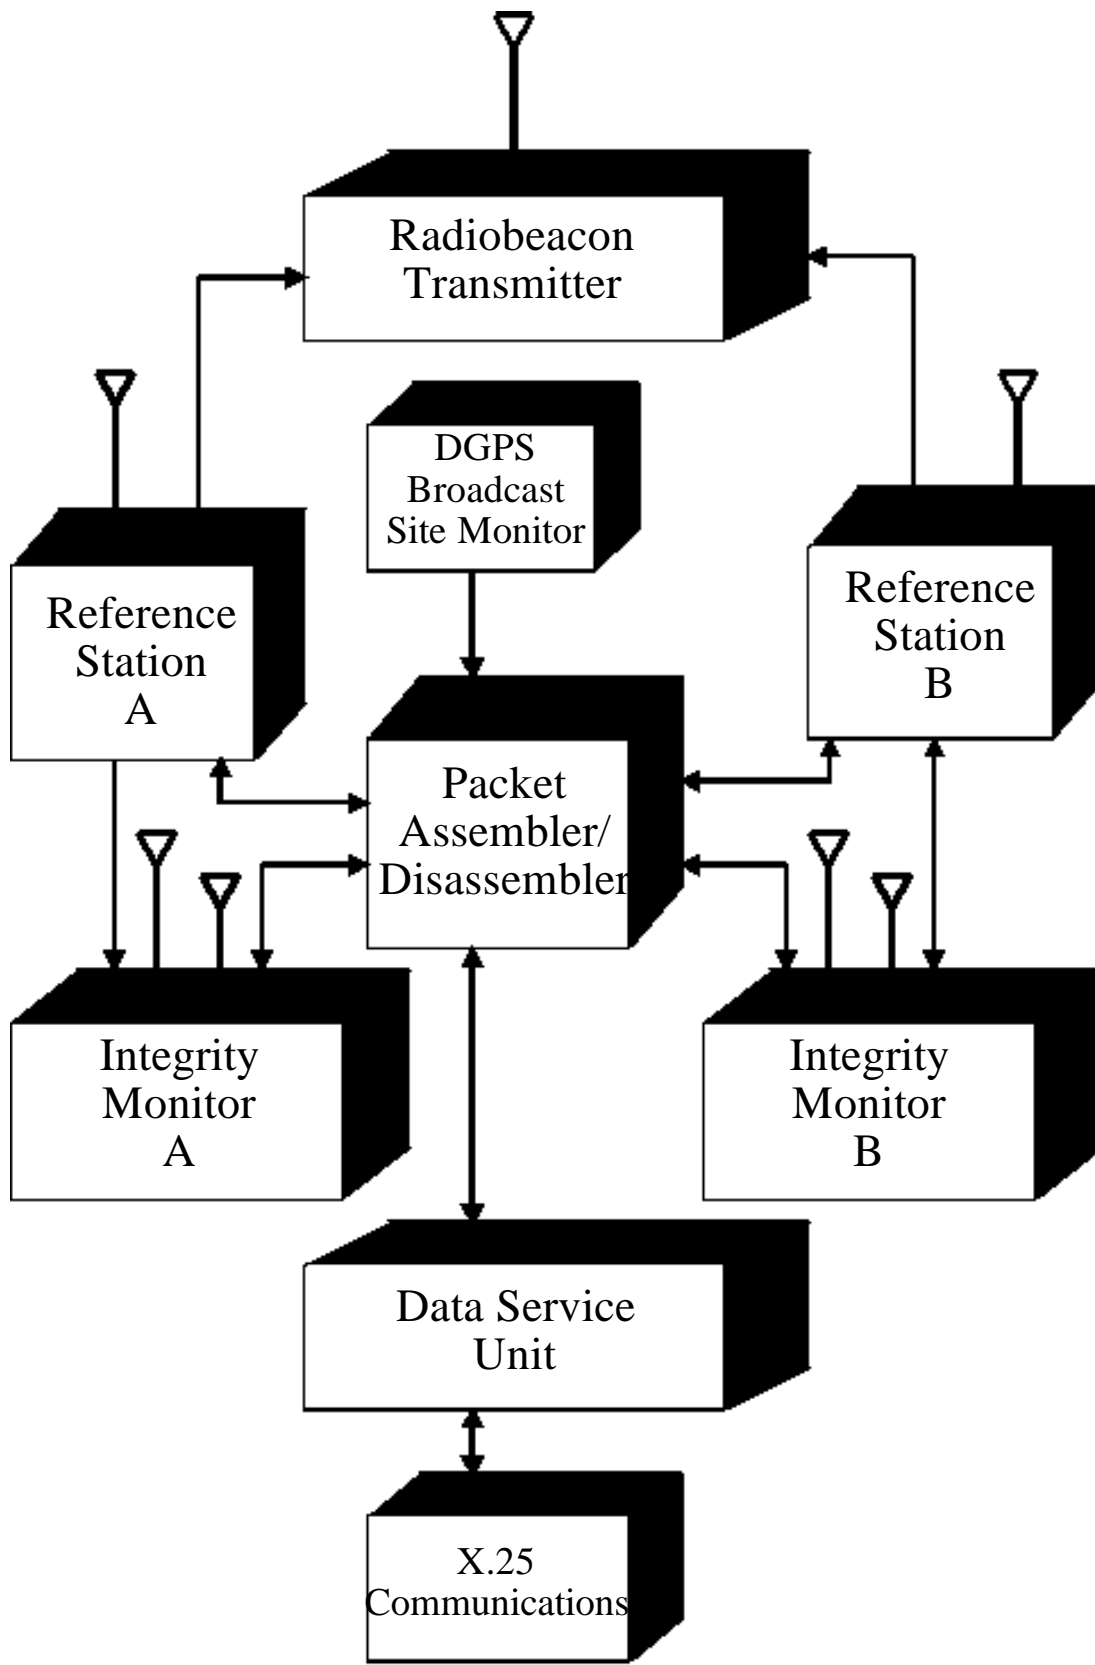 Radiobeacon
Transmitter
DGPS
Broadcast
Site Monitor
Reference
Station
A
Reference
Station
B
Packet
Assembler/
Disassembler
Integrity
Monitor
A
Integrity
Monitor
B
Data Service
Unit
X.25
Communications